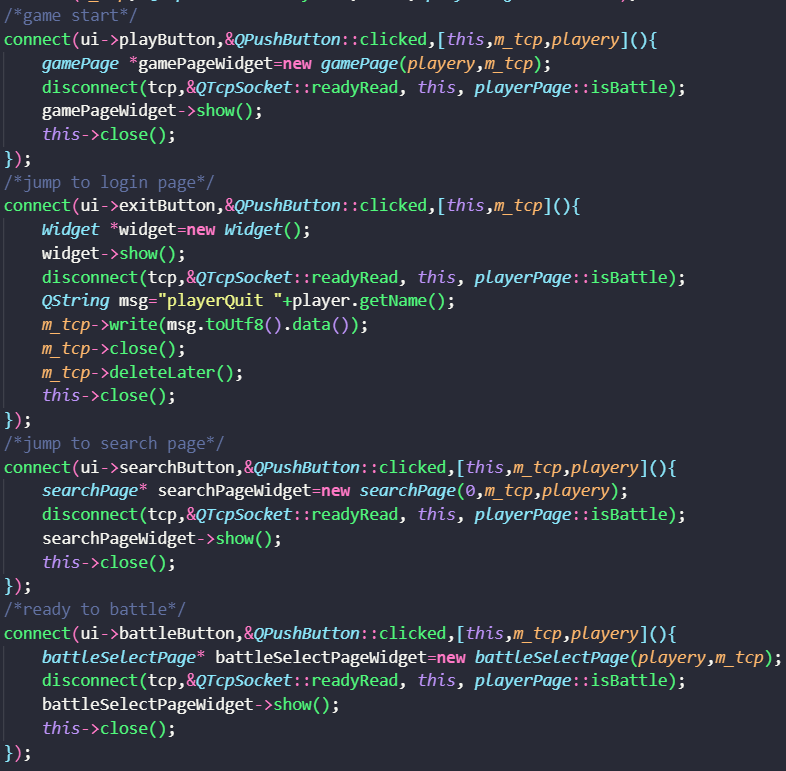 /*game start*/
connect(ui->playButton,&QPushButton::clicked,[this,m_tcp,playery](){
    gamePage *gamePageWidget=new gamePage(playery,m_tcp);
    disconnect(tcp,&QTcpSocket::readyRead, this, playerPage::isBattle);
    gamePageWidget->show();
    this->close();
});
/*jump to login page*/
connect(ui->exitButton,&QPushButton::clicked,[this,m_tcp](){
    Widget *widget=new Widget();
    widget->show();
    disconnect(tcp,&QTcpSocket::readyRead, this, playerPage::isBattle);
    QString msg="playerQuit "+player.getName();
    m_tcp->write(msg.toUtf8().data());
    m_tcp->close();
    m_tcp->deleteLater();
    this->close();
});
/*jump to search page*/
connect(ui->searchButton,&QPushButton::clicked,[this,m_tcp,playery](){
    searchPage* searchPageWidget=new searchPage(0,m_tcp,playery);
    disconnect(tcp,&QTcpSocket::readyRead, this, playerPage::isBattle);
    searchPageWidget->show();
    this->close();
});
/*ready to battle*/
connect(ui->battleButton,&QPushButton::clicked,[this,m_tcp,playery](){
    battleSelectPage* battleSelectPageWidget=new battleSelectPage(playery,m_tcp);
    disconnect(tcp,&QTcpSocket::readyRead, this, playerPage::isBattle);
    battleSelectPageWidget->show();
    this->close();
});